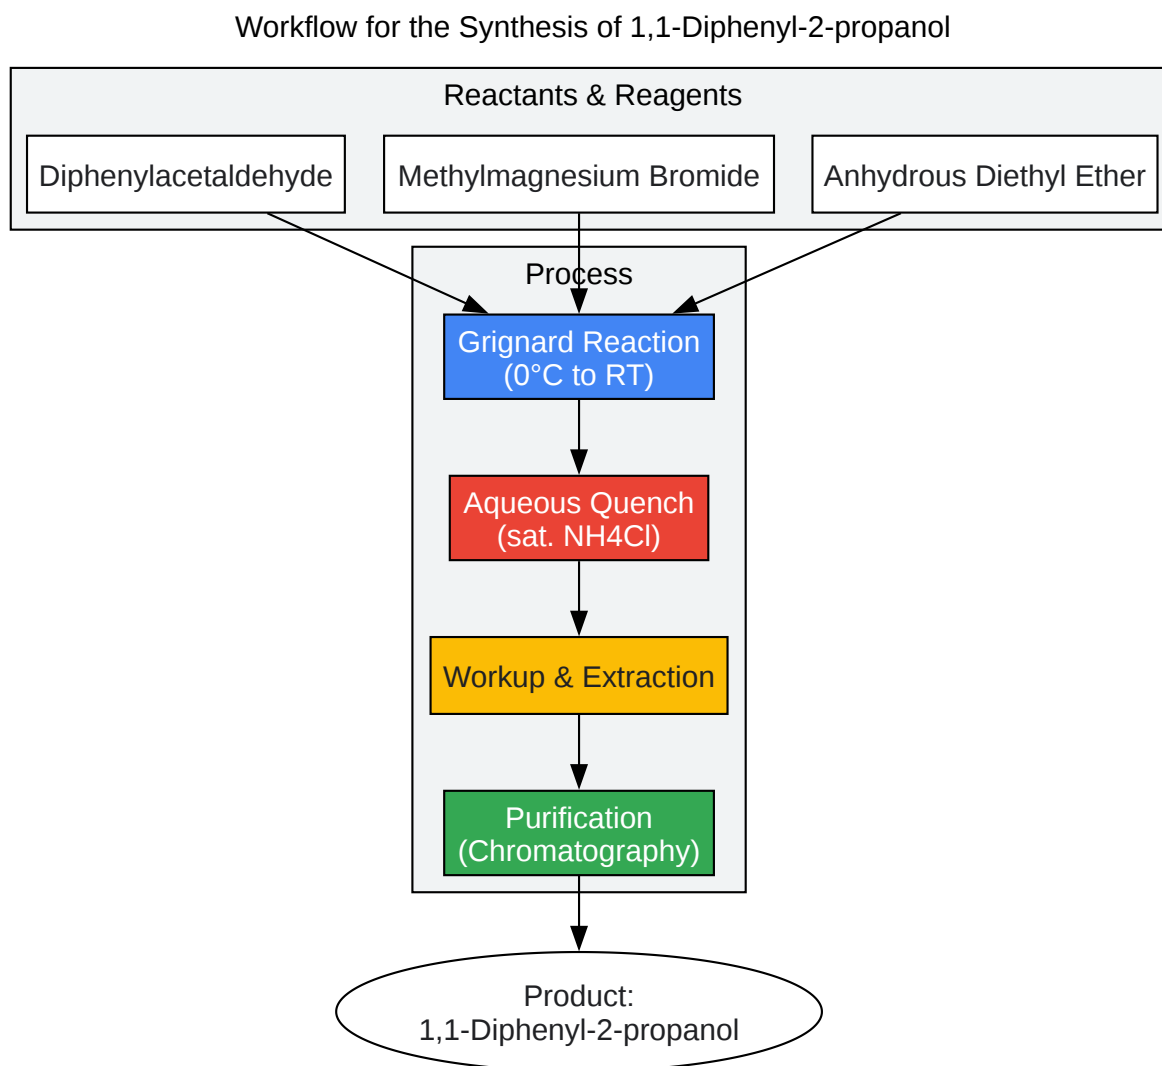 Workflow for the Synthesis of 1,1-Diphenyl-2-propanol
Reactants & Reagents
Diphenylacetaldehyde
Methylmagnesium Bromide
Anhydrous Diethyl Ether
Process
Grignard Reaction
(0°C to RT)
Aqueous Quench
(sat. NH4Cl)
Workup & Extraction
Purification
(Chromatography)
Product:
1,1-Diphenyl-2-propanol